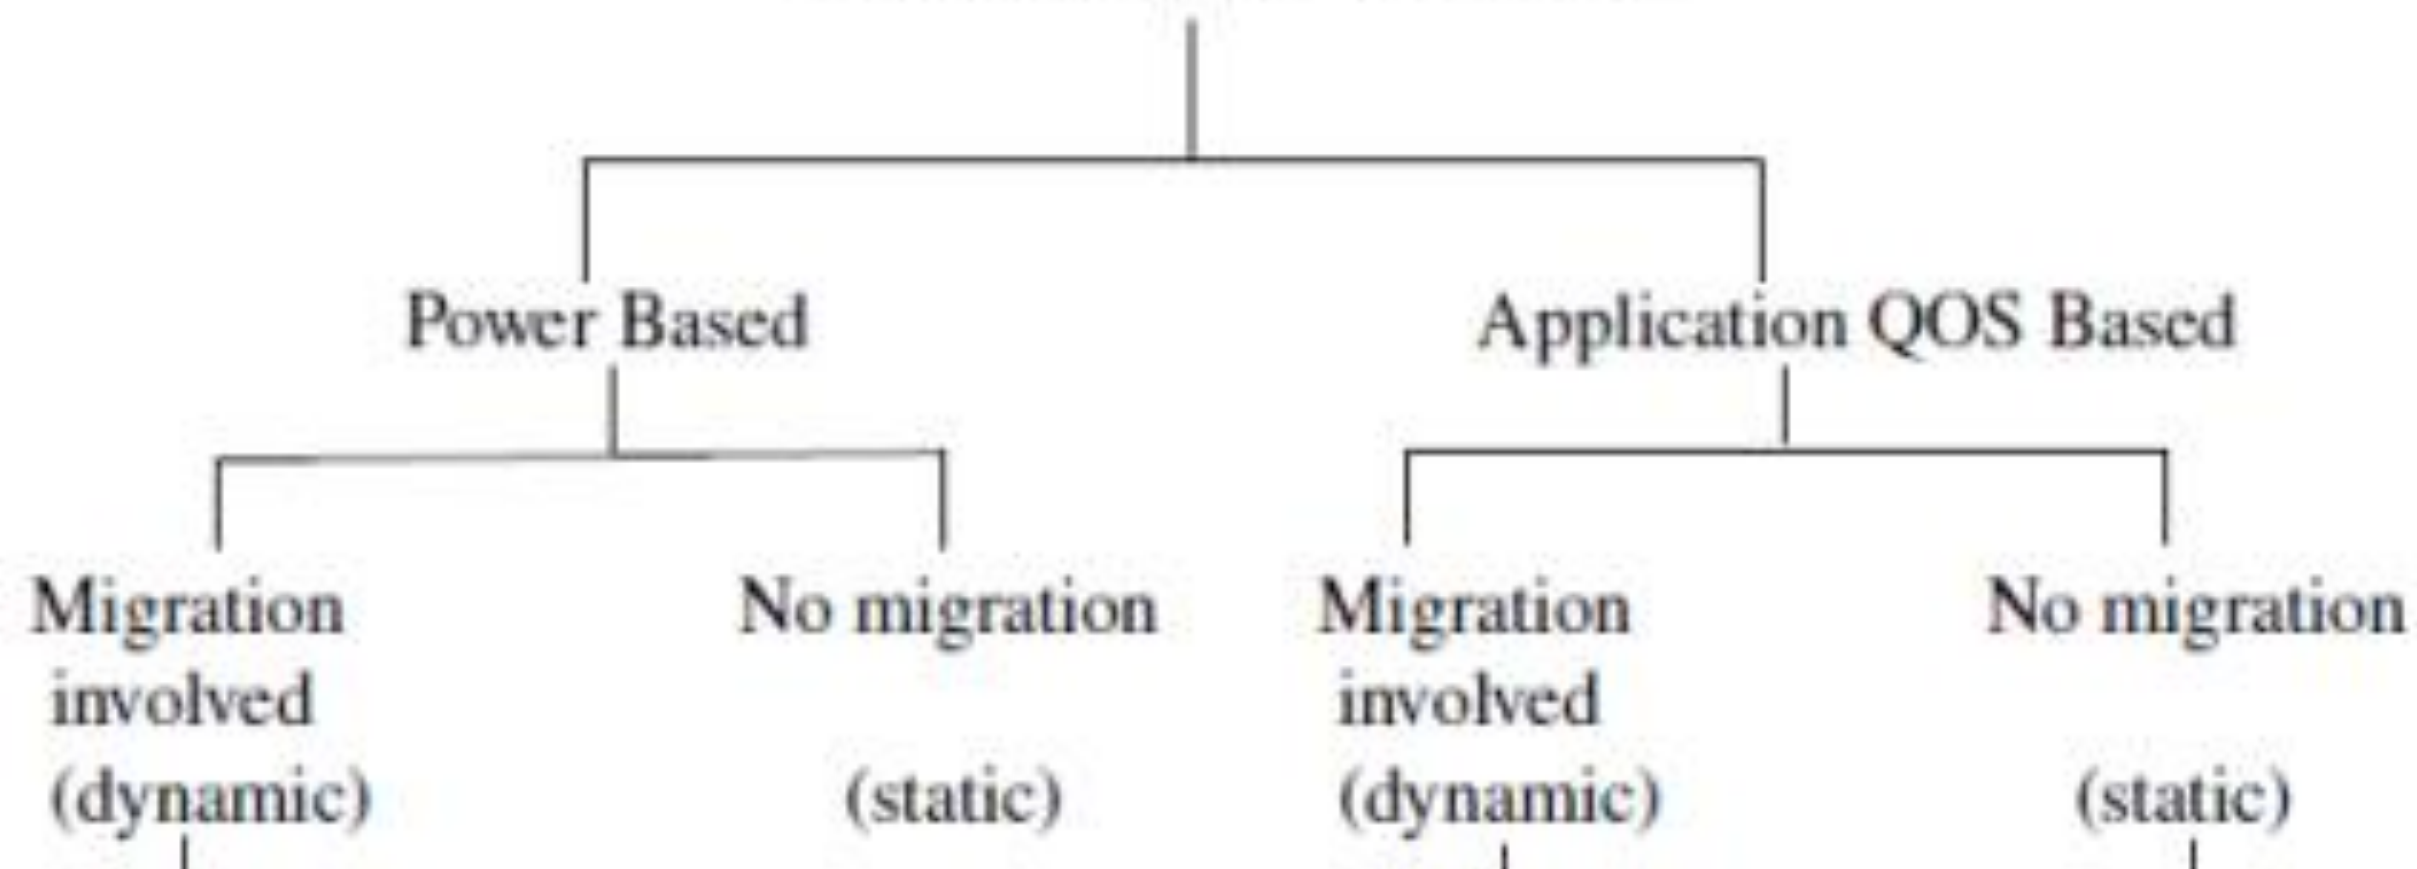 Power Based
Application QOS Based
Migration
involved
(dynamic)
No migration
(static)
Migration
involved
(dynamic)
No migration
(static)